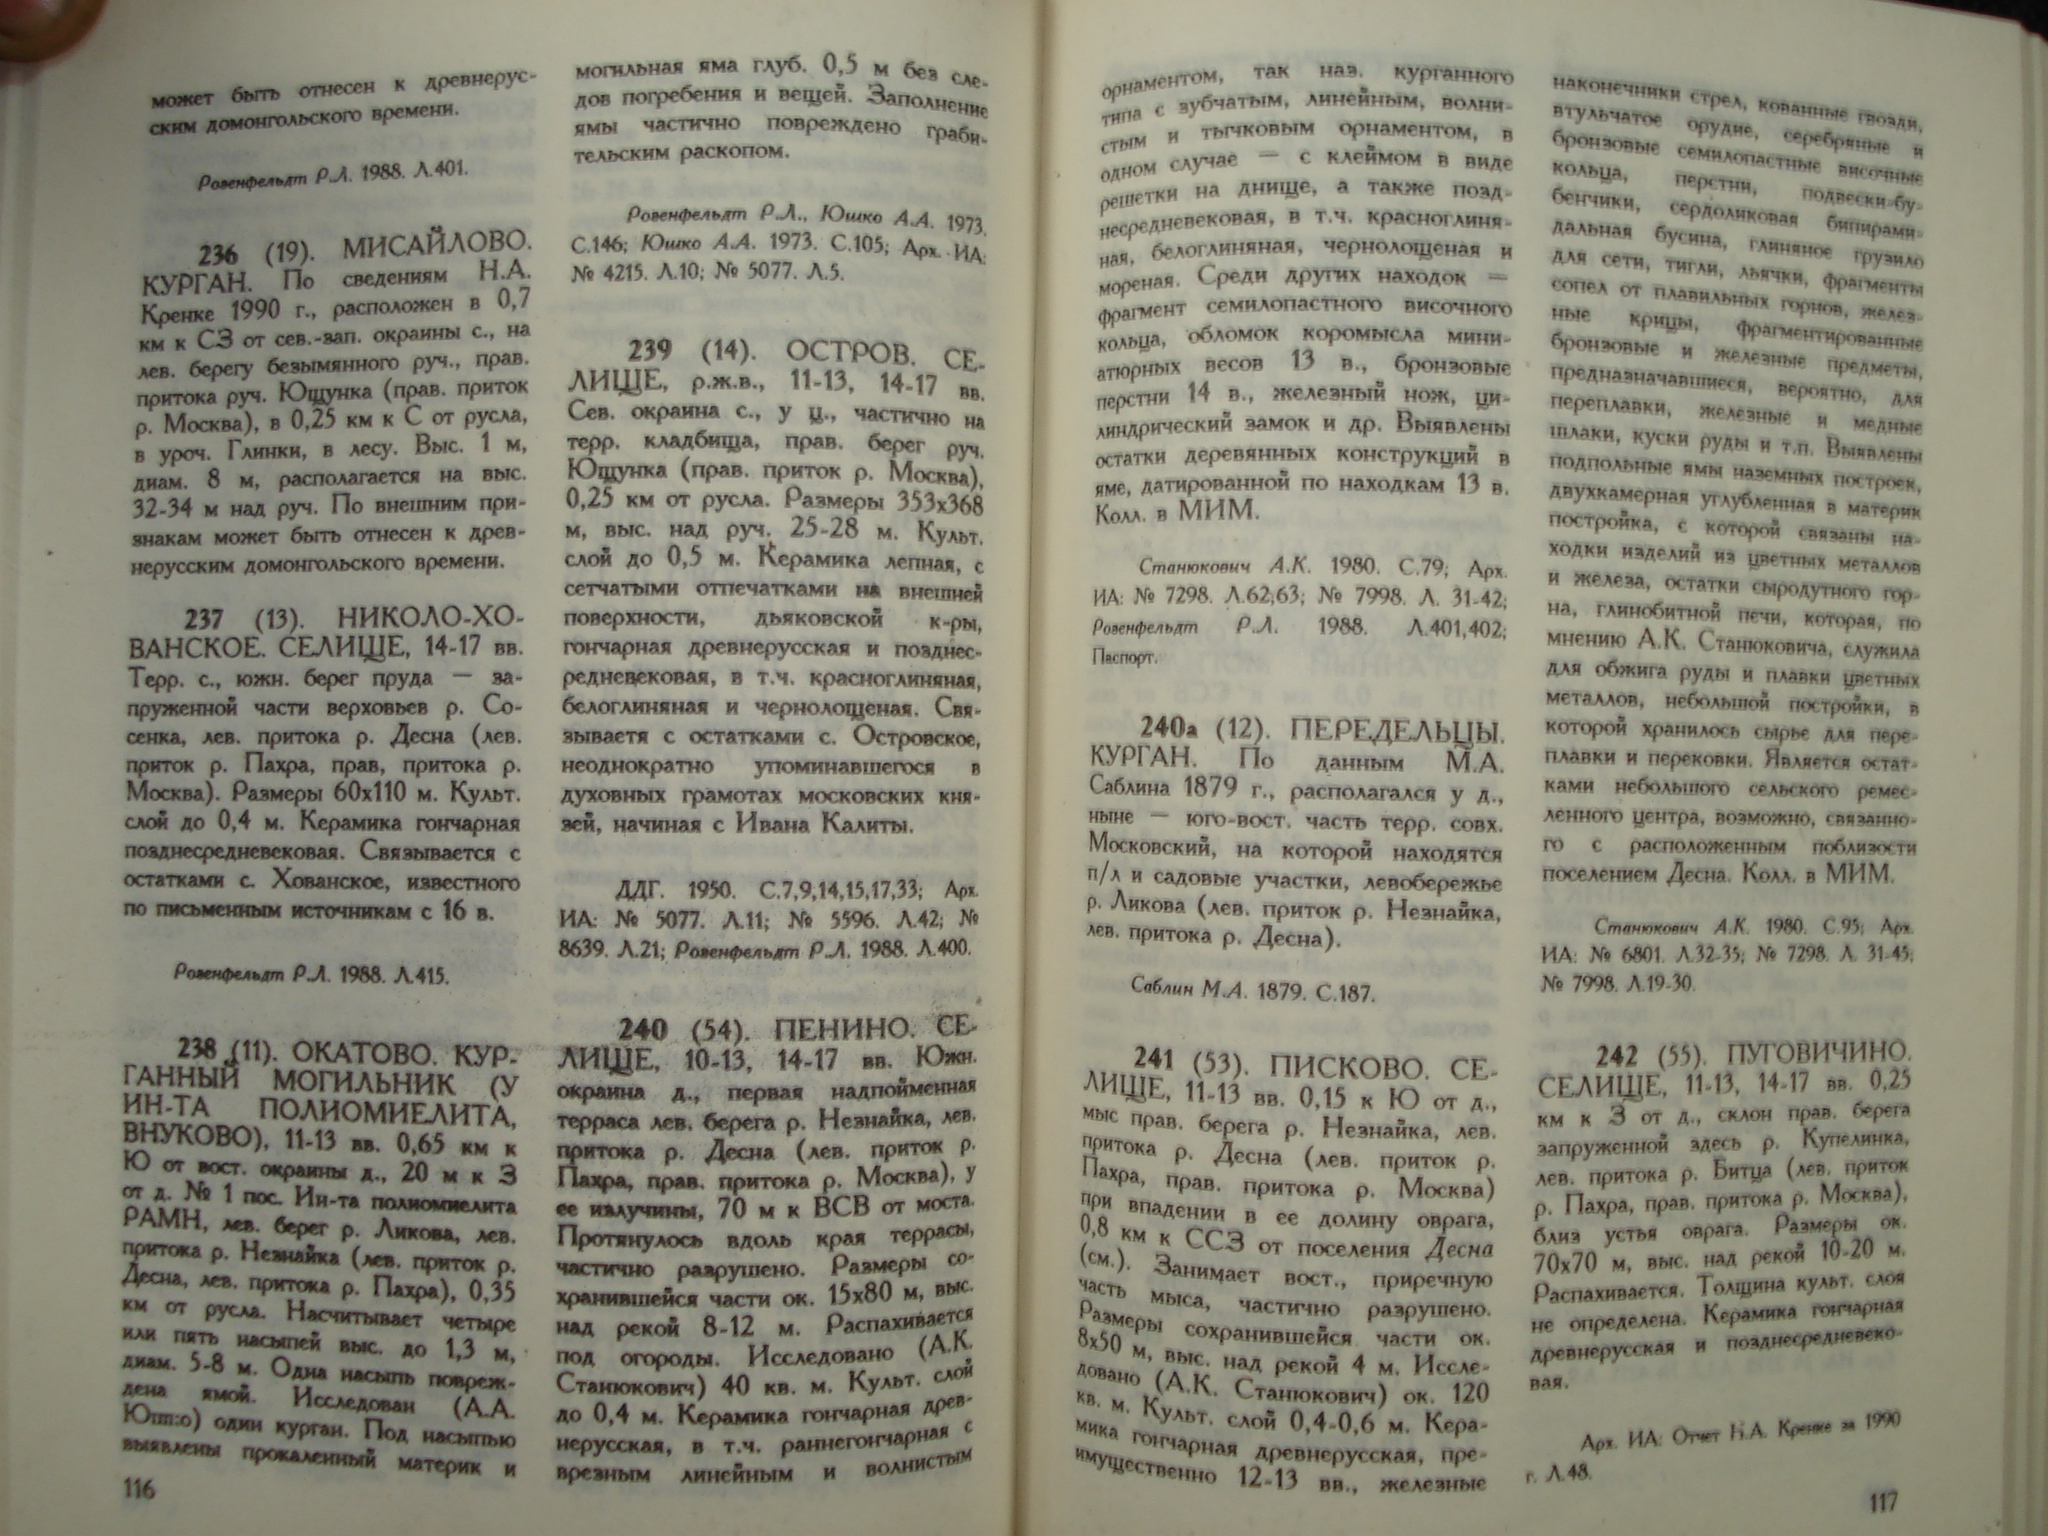 может быть отнесен к древнерус-
ским домонгольского времени.
Розенфельдт Р.Л. 1988. Л.401.
236 (19). МИСАЙЛОВО.
КУРГАН. По сведениям Н.А.
Кренке 1990 г., расположен в 0,7
км к СЗ от сев.-зап. окраины с., на
лев. берегу безымянного руч., прав.
притока руч. Ющунка (прав. приток
р. Москва), в 0,25 км к С от русла,
в уроч. Глинки, в лесу. Выс. 1 м,
диам. 8 м, располагается на выс.
32-34 м над руч. По внешним при-
знакам может быть отнесен к древ-
нерусским домонгольского времени.
237 (13). НИКОЛО-ХО-
ВАНСКОЕ. СЕЛИЩЕ, 14-17 вв.
Терр. с., южн. берег пруда — за-
пруженной части верховьев р. Со-
сенка, лев. притока р. Десна (лев.
приток р. Пахра, прав, притока р.
Москва). Размеры 60х110 м. Культ.
слой до 0,4 м. Керамика гончарная
позднесредневековая. Связывается с
остатками с. Хованское, известного
по письменным источникам с 16 в.
Розенфельдт Р.Л. 1988. Л.415.
238 (11). ОКАТОВО. КУР-
ГАННЫЙ МОГИЛЬНИК (У
ИН-ТА ПОЛИОМИЕЛИТА,
ВНУКОВО), 11-13 вв. 0,65 км к
Ю от вост. окраины д., 20 м к З
от д. № 1 пос. Ин-та полиомиелита
РАМН, лев. берег р. Ликова, лев.
притока р. Незнайка (лев. приток р.
Десна, лев. притока р. Пахра), 0,35
км от русла. Насчитывает четыре
или пять насыпей выс. до 1,3 м,
диам. 5-8 м. Одна насыпь повреж-
дена ямой. Исследован (А.А.
Юшко) один курган. Под насыпью
выявлены прокаленный материк и
116
могильная яма глуб. 0,5 м без сле-
дов погребения и вещей. Заполнение
ямы частично повреждено граби-
тельским раскопом.
Розенфельдт Р.Л., Юшко А.А. 1973.
С.146; Юшко А.А. 1973. С.105; Арх. ИА:
№ 4215. Л.10; № 5077. Л.5.
239 (14). ОСТРОВ. СЕ-
ЛИЩЕ, р.ж.в., 11-13, 14-17 вв.
Сев. окраина с., у ц., частично на
терр. кладбища, прав. берег руч.
Ющунка (прав. приток р. Москва),
0,25 км от русла. Размеры 353х368
м, выс. над руч. 25-28 м. Культ.
слой до 0,5 м. Керамика лепная, с
сетчатыми отпечатками на внешней
поверхности, дьяковской к-ры,
гончарная древнерусская и позднес-
редневековая, в т.ч. красноглиняная,
белоглиняная и чернолощеная. Свя-
зываетя с остатками с. Островское,
неоднократно упоминавшегося в
духовных грамотах московских кня-
зей, начиная с Ивана Калиты.
ДДГ. 1950. С.7,9,14,15,17,33; Арх.
ИА: № 5077. Л.11; № 5596. Л.42; №
8639. Л.21; Розенфельдт Р.Л. 1988. Л.400.
240 (54). ПЕНИНО. СЕ-
ЛИЩЕ, 10-13, 14-17 вв. Южн.
окраина д., первая надпойменная
терраса лев. берега р. Незнайка, лев.
притока р. Десна (лев. приток р.
Пахра, прав. притока р. Москва), у
ее излучины, 70 м к ВСВ от моста.
Протянулось вдоль края террасы,
частично разрушено. Размеры со-
хранившейся части ок. 15х80 м, выс.
над рекой 8-12 м. Распахивается
под огороды. Исследовано (А.К.
Станюкович) 40 кв. м. Культ. слой
до 0,4 м. Керамика гончарная древ-
нерусская, в т.ч. раннегончарная с
врезным линейным и волнистым
орнаментом, так наз. курганного
типа с зубчатым, линейным, волни-
стым и тычковым орнаментом, в
одном случае — с клеймом в виде
решетки на днище, а также позд-
несредневековая, в т.ч. красноглиня-
ная, белоглиняная, чернолощеная и
мореная. Среди других находок —
фрагмент семилопастного височного
кольца, обломок коромысла мини-
атюрных весов 13 в., бронзовые
перстни 14 в., железный нож, ци-
линдрический замок и др. Выявлены
остатки деревянных конструкций в
яме, датированной по находкам 13 в.
Колл. в МИМ.
Станюкович А.К. 1980. С.79; Арх.
ИА: № 7298. Л.62,63; № 7998. Л. 31-42;
Розенфельдт Р.Л. 1988. Л.401,402;
Паспорт.
240а (12). ПЕРЕДЕЛЬЦЫ.
КУРГАН. По данным М.А.
Саблина 1879 г., располагался у д.,
ныне — юго-вост. часть терр. совх.
Московский, на которой находятся
п/л и садовые участки, левобережье
р. Ликова (лев. приток р. Незнайка,
лев. притока р. Десна).
Саблин М.А. 1879. С.187.
241 (53). ПИСКОВО. СЕ-
ЛИЩЕ, 11-13 вв. 0,15 к Ю от д.,
мыс прав. берега р. Незнайка, лев.
притока р. Десна (лев. приток р.
Пахра, прав. притока р. Москва)
при впадении в ее долину оврага,
0,8 км к ССЗ от поселения Десна
(см.). Занимает вост., приречную
часть мыса, частично разрушено.
Размеры сохранившейся части ок.
8х50 м, выс. над рекой 4 м. Иссле-
довано (А.К. Станюкович) ок. 120
кв. м. Культ. слой 0,4-0,6 м. Кера-
мика гончарная древнерусская, пре-
имущественно 12-13 вв., железные
наконечники стрел, кованные гвозди,
втульчатое орудие, серебряные и
бронзовые семилопастные височные
кольца, перстни, подвески-бу-
бенчики, сердоликовая бипирами-
дальная бусина, глиняное грузило
для сети, тигли, льячки, фрагменты
сопел от плавильных горнов, желез-
ные крицы, фрагментированные
бронзовые и железные предметы,
предназначавшиеся, вероятно, для
переплавки, железные и медные
шлаки, куски руды и т.п. Выявлены
подпольные ямы наземных построек,
двухкамерная углубленная в материк
постройка, с которой связаны на-
ходки изделий из цветных металлов
и железа, остатки сыродутного гор-
на, глинобитной печи, которая, по
мнению А.К. Станюковича, служила
для обжига руды и плавки цветных
металлов, небольшой постройки, в
которой хранилось сырье для пере-
плавки и перековки. Является остат-
ками небольшого сельского ремес-
ленного центра, возможно, связанно-
го с расположенным поблизости
поселением Десна. Колл. в МИМ.
Станюкович А.К. 1980. С.95; Арх.
ИА: № 6801. Л.32-35; № 7298. Л. 31-45;
№ 7998. Л.19-30.
242 (55). ПУГОВИЧИНО.
СЕЛИЩЕ, 11-13, 14-17 вв. 0,25
км к З от д., склон прав. берега
запруженной здесь р. Купелинка,
лев. притока р. Битца (лев. приток
р. Пахра, прав. притока р. Москва),
близ устья оврага. Размеры ок.
70х70 м, выс. над рекой 10-20 м.
Распахивается. Толщина культ. слоя
не определена. Керамика гончарная
древнерусская и позднесредневеко-
вая.
Арх. ИА: Отчет Н.А. Кренке за 1990
г. Л.48.
117